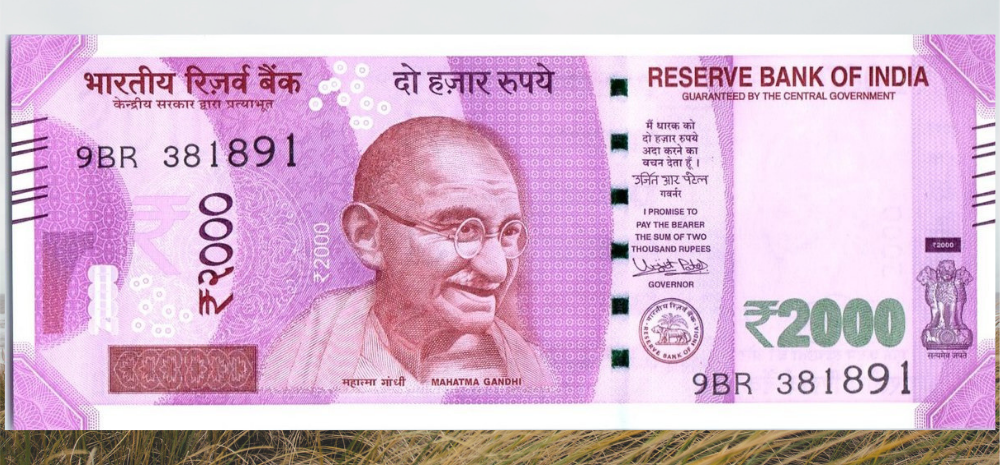 भारतीय रिज़र्व बैंक
केन्द्रीय सरकार द्वारा प्रत्याभूत
दो हज़ार रुपये
RESERVE BANK OF INDIA
GUARANTEED BY THE CENTRAL GOVERNMENT
9BR 381891
₹२०००
₹2000
मैं धारक को
दो हज़ार रुपये
अदा करने का
वचन देता हूँ ।
उर्जित आर पटेल
गवर्नर
I PROMISE TO
PAY THE BEARER
THE SUM OF TWO
THOUSAND RUPEES
GOVERNOR
भारतीय रिज़र्व बैंक
RESERVE BANK OF INDIA
₹2000
₹2000
सत्यमेव जयते
महात्मा गांधी
MAHATMA GANDHI
9BR 381891